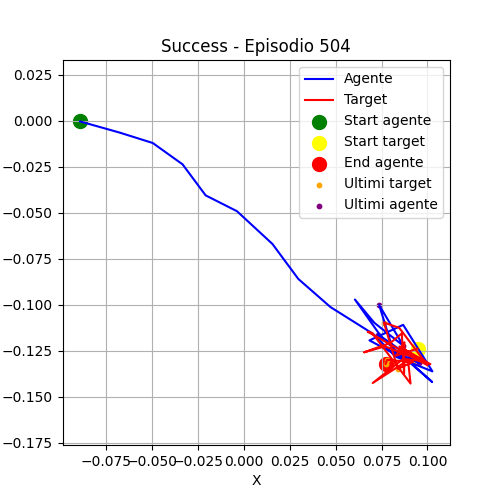 Success - Episodio 504
0.025
0.000
−0.025
−0.050
−0.075
−0.100
−0.125
−0.150
−0.175
Agente
Target
Start agente
Start target
End agente
Ultimi target
Ultimi agente
−0.075 −0.050 −0.025 0.000 0.025 0.050 0.075 0.100
X